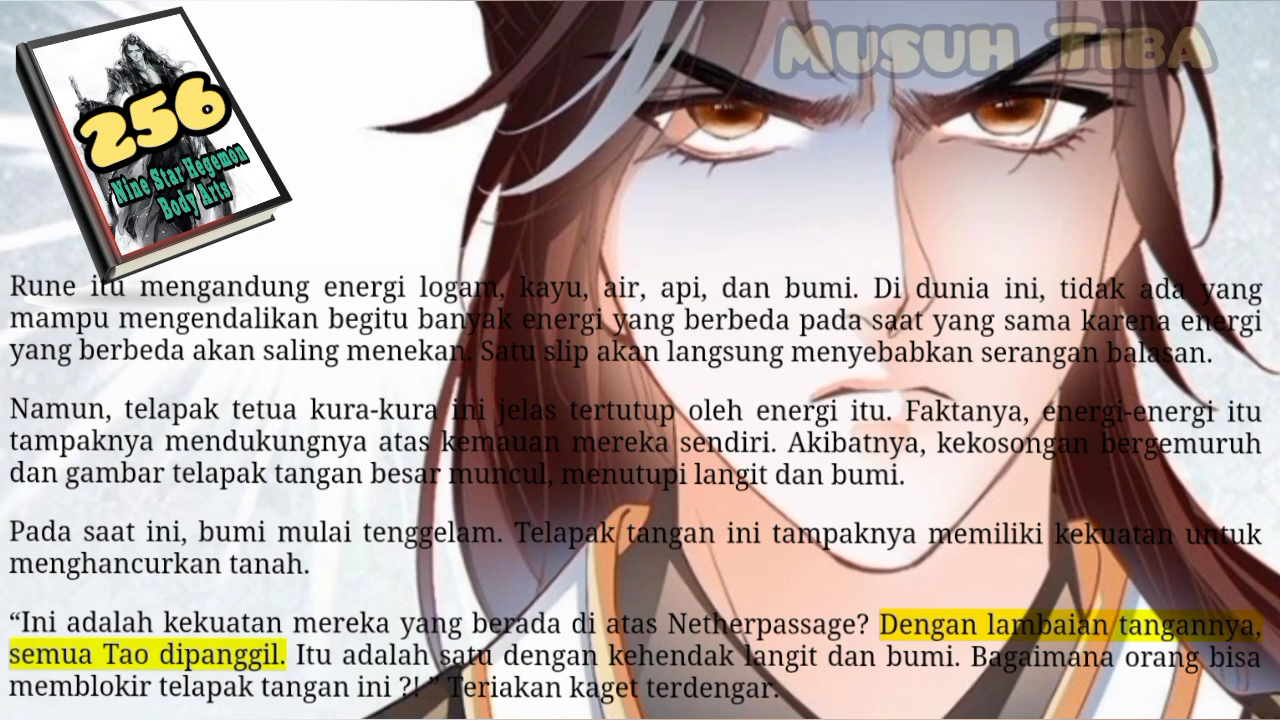 Musuh Tiba
256
Nine Star Hegemon
Body Arts
Rune itu mengandung energi logam, kayu, air, api, dan bumi. Di dunia ini, tidak ada yang
mampu mengendalikan begitu banyak energi yang berbeda pada saat yang sama karena energi
yang berbeda akan saling menekan. Satu slip akan langsung menyebabkan serangan balasan.
Namun, telapak tetua kura-kura ini jelas tertutup oleh energi itu. Faktanya, energi-energi itu
tampaknya mendukungnya atas kemauan mereka sendiri. Akibatnya, kekosongan bergemuruh
dan gambar telapak tangan besar muncul, menutupi langit dan bumi.
Pada saat ini, bumi mulai tenggelam. Telapak tangan ini tampaknya memiliki kekuatan untuk
menghancurkan tanah.
“Ini adalah kekuatan mereka yang berada di atas Netherpassage? Dengan lambaian tangannya,
semua Tao dipanggil. Itu adalah satu dengan kehendak langit dan bumi. Bagaimana orang bisa
memblokir telapak tangan ini ?! ” Teriakan kaget terdengar.